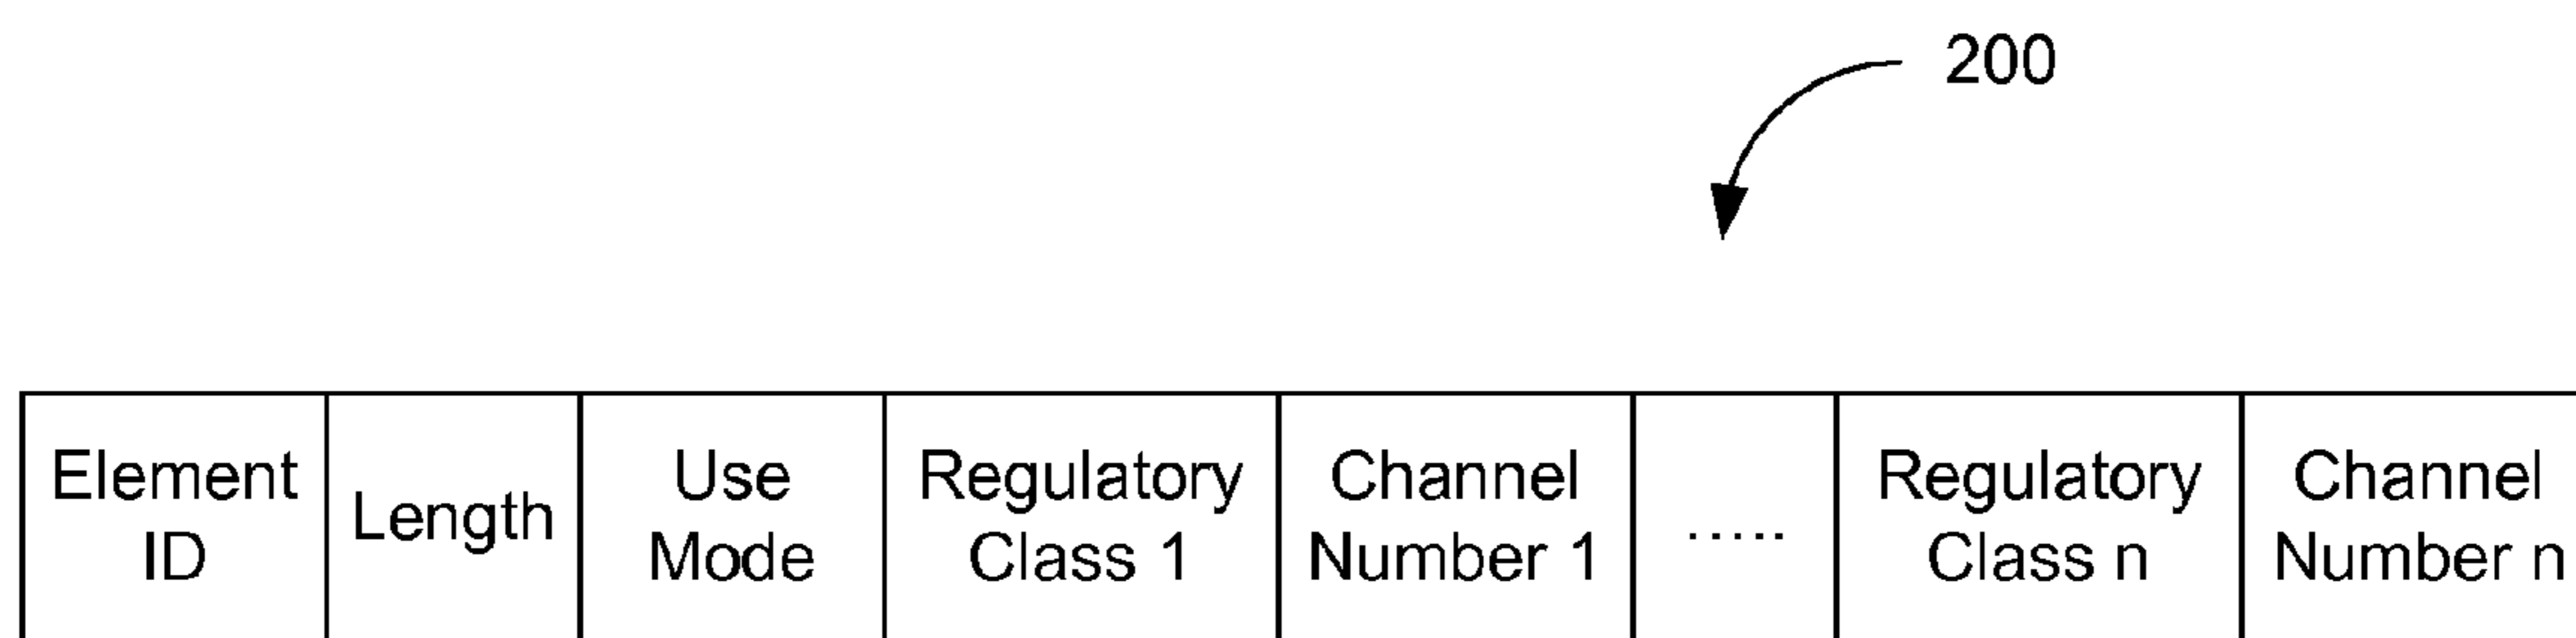 200
Element
ID
Length
Use
Mode
Regulatory
Class 1
Channel
Number 1
.....
Regulatory
Class n
Channel
Number n